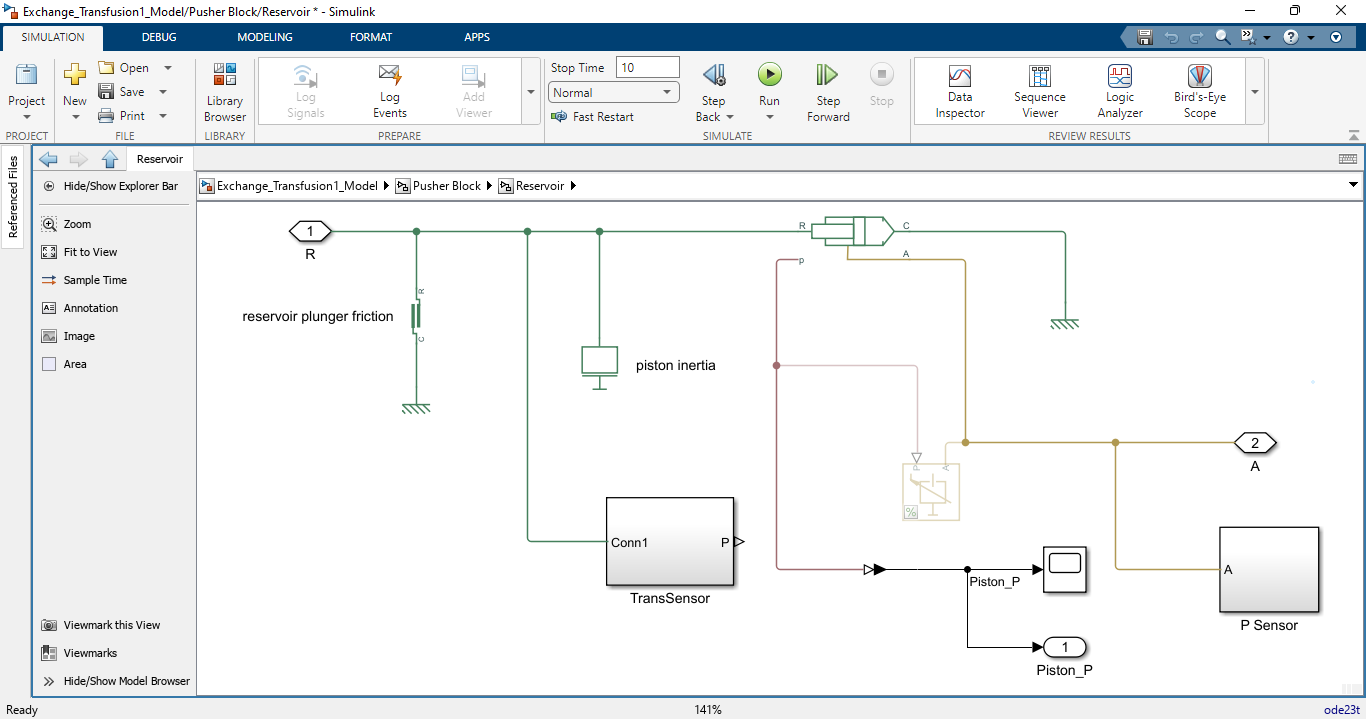 Exchange_Transfusion1_Model/Pusher Block/Reservoir * - Simulink
SIMULATION DEBUG MODELING FORMAT APPS
Project
New
Open
Save
Print
Library
Browser
Log
Signals
Log
Events
Add
Viewer
Stop Time 10
Normal
Fast Restart
Step
Back
Run
Step
Forward
Stop
Data
Inspector
Sequence
Viewer
Logic
Analyzer
Bird's-Eye
Scope
PROJECT FILE LIBRARY PREPARE SIMULATE REVIEW RESULTS
Referenced Files
Reservoir
Hide/Show Explorer Bar
Exchange_Transfusion1_Model Pusher Block Reservoir
Zoom
Fit to View
Sample Time
Annotation
Image
Area
Viewmark this View
Viewmarks
Hide/Show Model Browser
1
R
R C
A
p
R
reservoir plunger friction
C
piston inertia
2
A
P A
%
Conn1 P
TransSensor
Piston_P
A
P Sensor
1
Piston_P
Ready 141% ode23t